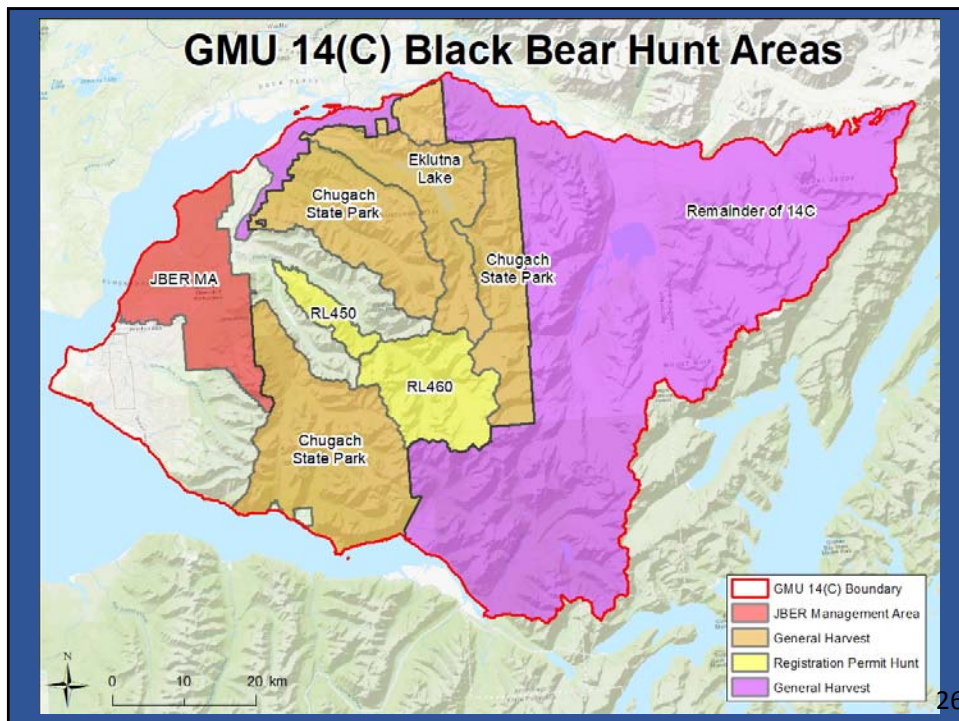 GMU 14(C) Black Bear Hunt Areas
Eklutna
Lake
Chugach
State Park
Remainder of 14C
JBER MA
Chugach
State Park
RL450
RL460
Chugach
State Park
GMU 14(C) Boundary
JBER Management Area
General Harvest
Registration Permit Hunt
General Harvest
N
0 10 20 km
26